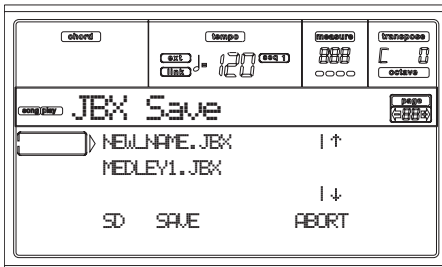 chord tempo measure transpose
ext link ♩= 120 seq 1 888 C 0
octave
song play JBX Save page 88
NEW_NAME.JBX | ↑
MEDLEY1.JBX
| ↓
SD SAVE ABORT